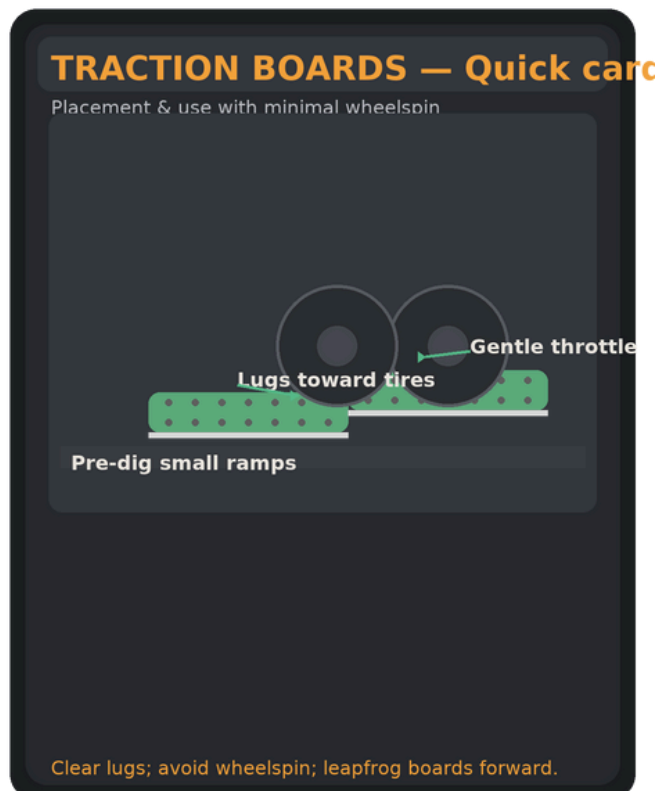 TRACTION BOARDS — Quick card
Placement & use with minimal wheelspin
Gentle throttle
Lugs toward tires
Pre-dig small ramps
Clear lugs; avoid wheelspin; leapfrog boards forward.